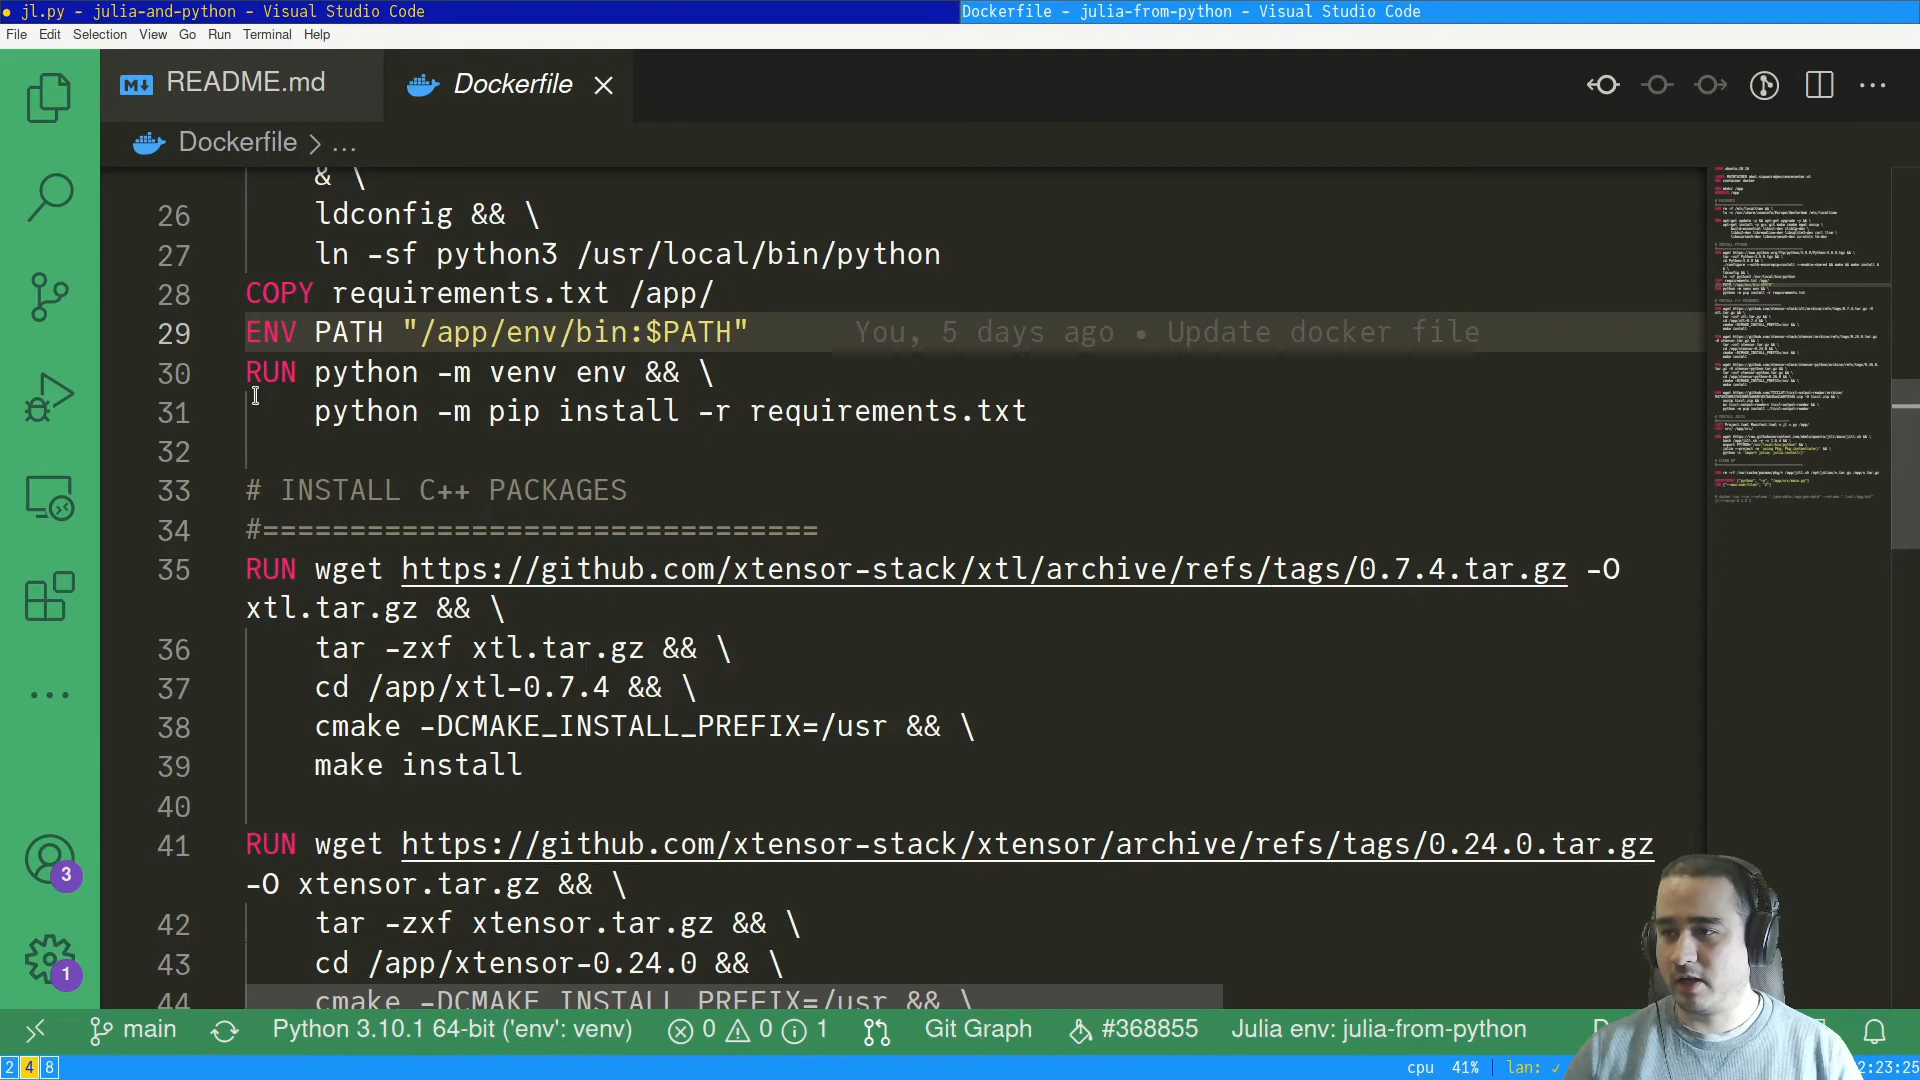 jl.py - julia-and-python - Visual Studio Code
Dockerfile - julia-from-python - Visual Studio Code
File Edit Selection View Go Run Terminal Help
README.md
Dockerfile
Dockerfile > ...
& \
26 ldconfig && \
27 ln -sf python3 /usr/local/bin/python
28 COPY requirements.txt /app/
29 ENV PATH "/app/env/bin:$PATH" You, 5 days ago • Update docker file
30 RUN python -m venv env && \
31 python -m pip install -r requirements.txt
32
33 # INSTALL C++ PACKAGES
34 #================================
35 RUN wget https://github.com/xtensor-stack/xtl/archive/refs/tags/0.7.4.tar.gz -O
xtl.tar.gz && \
36 tar -zxf xtl.tar.gz && \
37 cd /app/xtl-0.7.4 && \
38 cmake -DCMAKE_INSTALL_PREFIX=/usr && \
39 make install
40
41 RUN wget https://github.com/xtensor-stack/xtensor/archive/refs/tags/0.24.0.tar.gz
-O xtensor.tar.gz && \
42 tar -zxf xtensor.tar.gz && \
43 cd /app/xtensor-0.24.0 && \
44 cmake -DCMAKE_INSTALL_PREFIX=/usr && \
3
1
main Python 3.10.1 64-bit ('env': venv) 0 0 1 Git Graph #368855 Julia env: julia-from-python
2 4 8 cpu 41% lan: ✓ 2:23:25